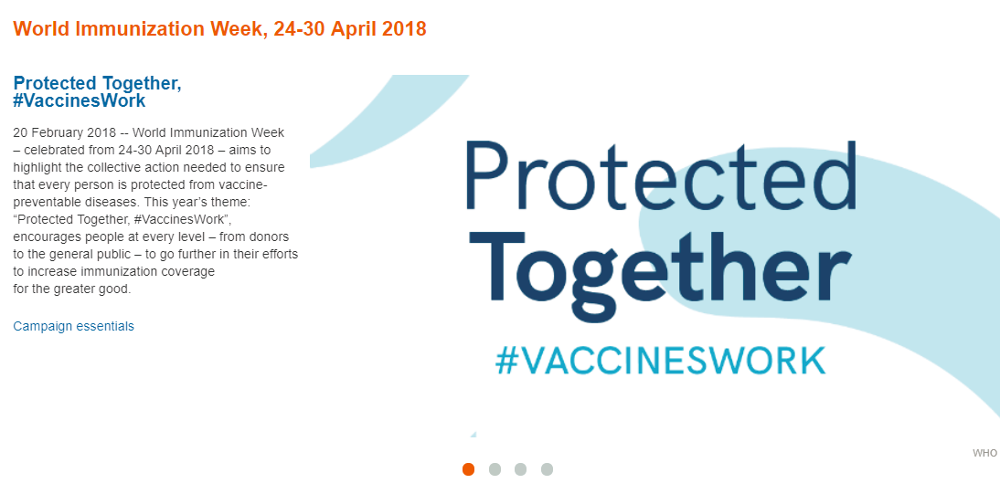 World Immunization Week, 24-30 April 2018
Protected Together,
#VaccinesWork
20 February 2018 -- World Immunization Week
– celebrated from 24-30 April 2018 – aims to
highlight the collective action needed to ensure
that every person is protected from vaccine-
preventable diseases. This year’s theme:
“Protected Together, #VaccinesWork”,
encourages people at every level – from donors
to the general public – to go further in their efforts
to increase immunization coverage
for the greater good.
Campaign essentials
Protected
Together
#VACCINESWORK
WHO